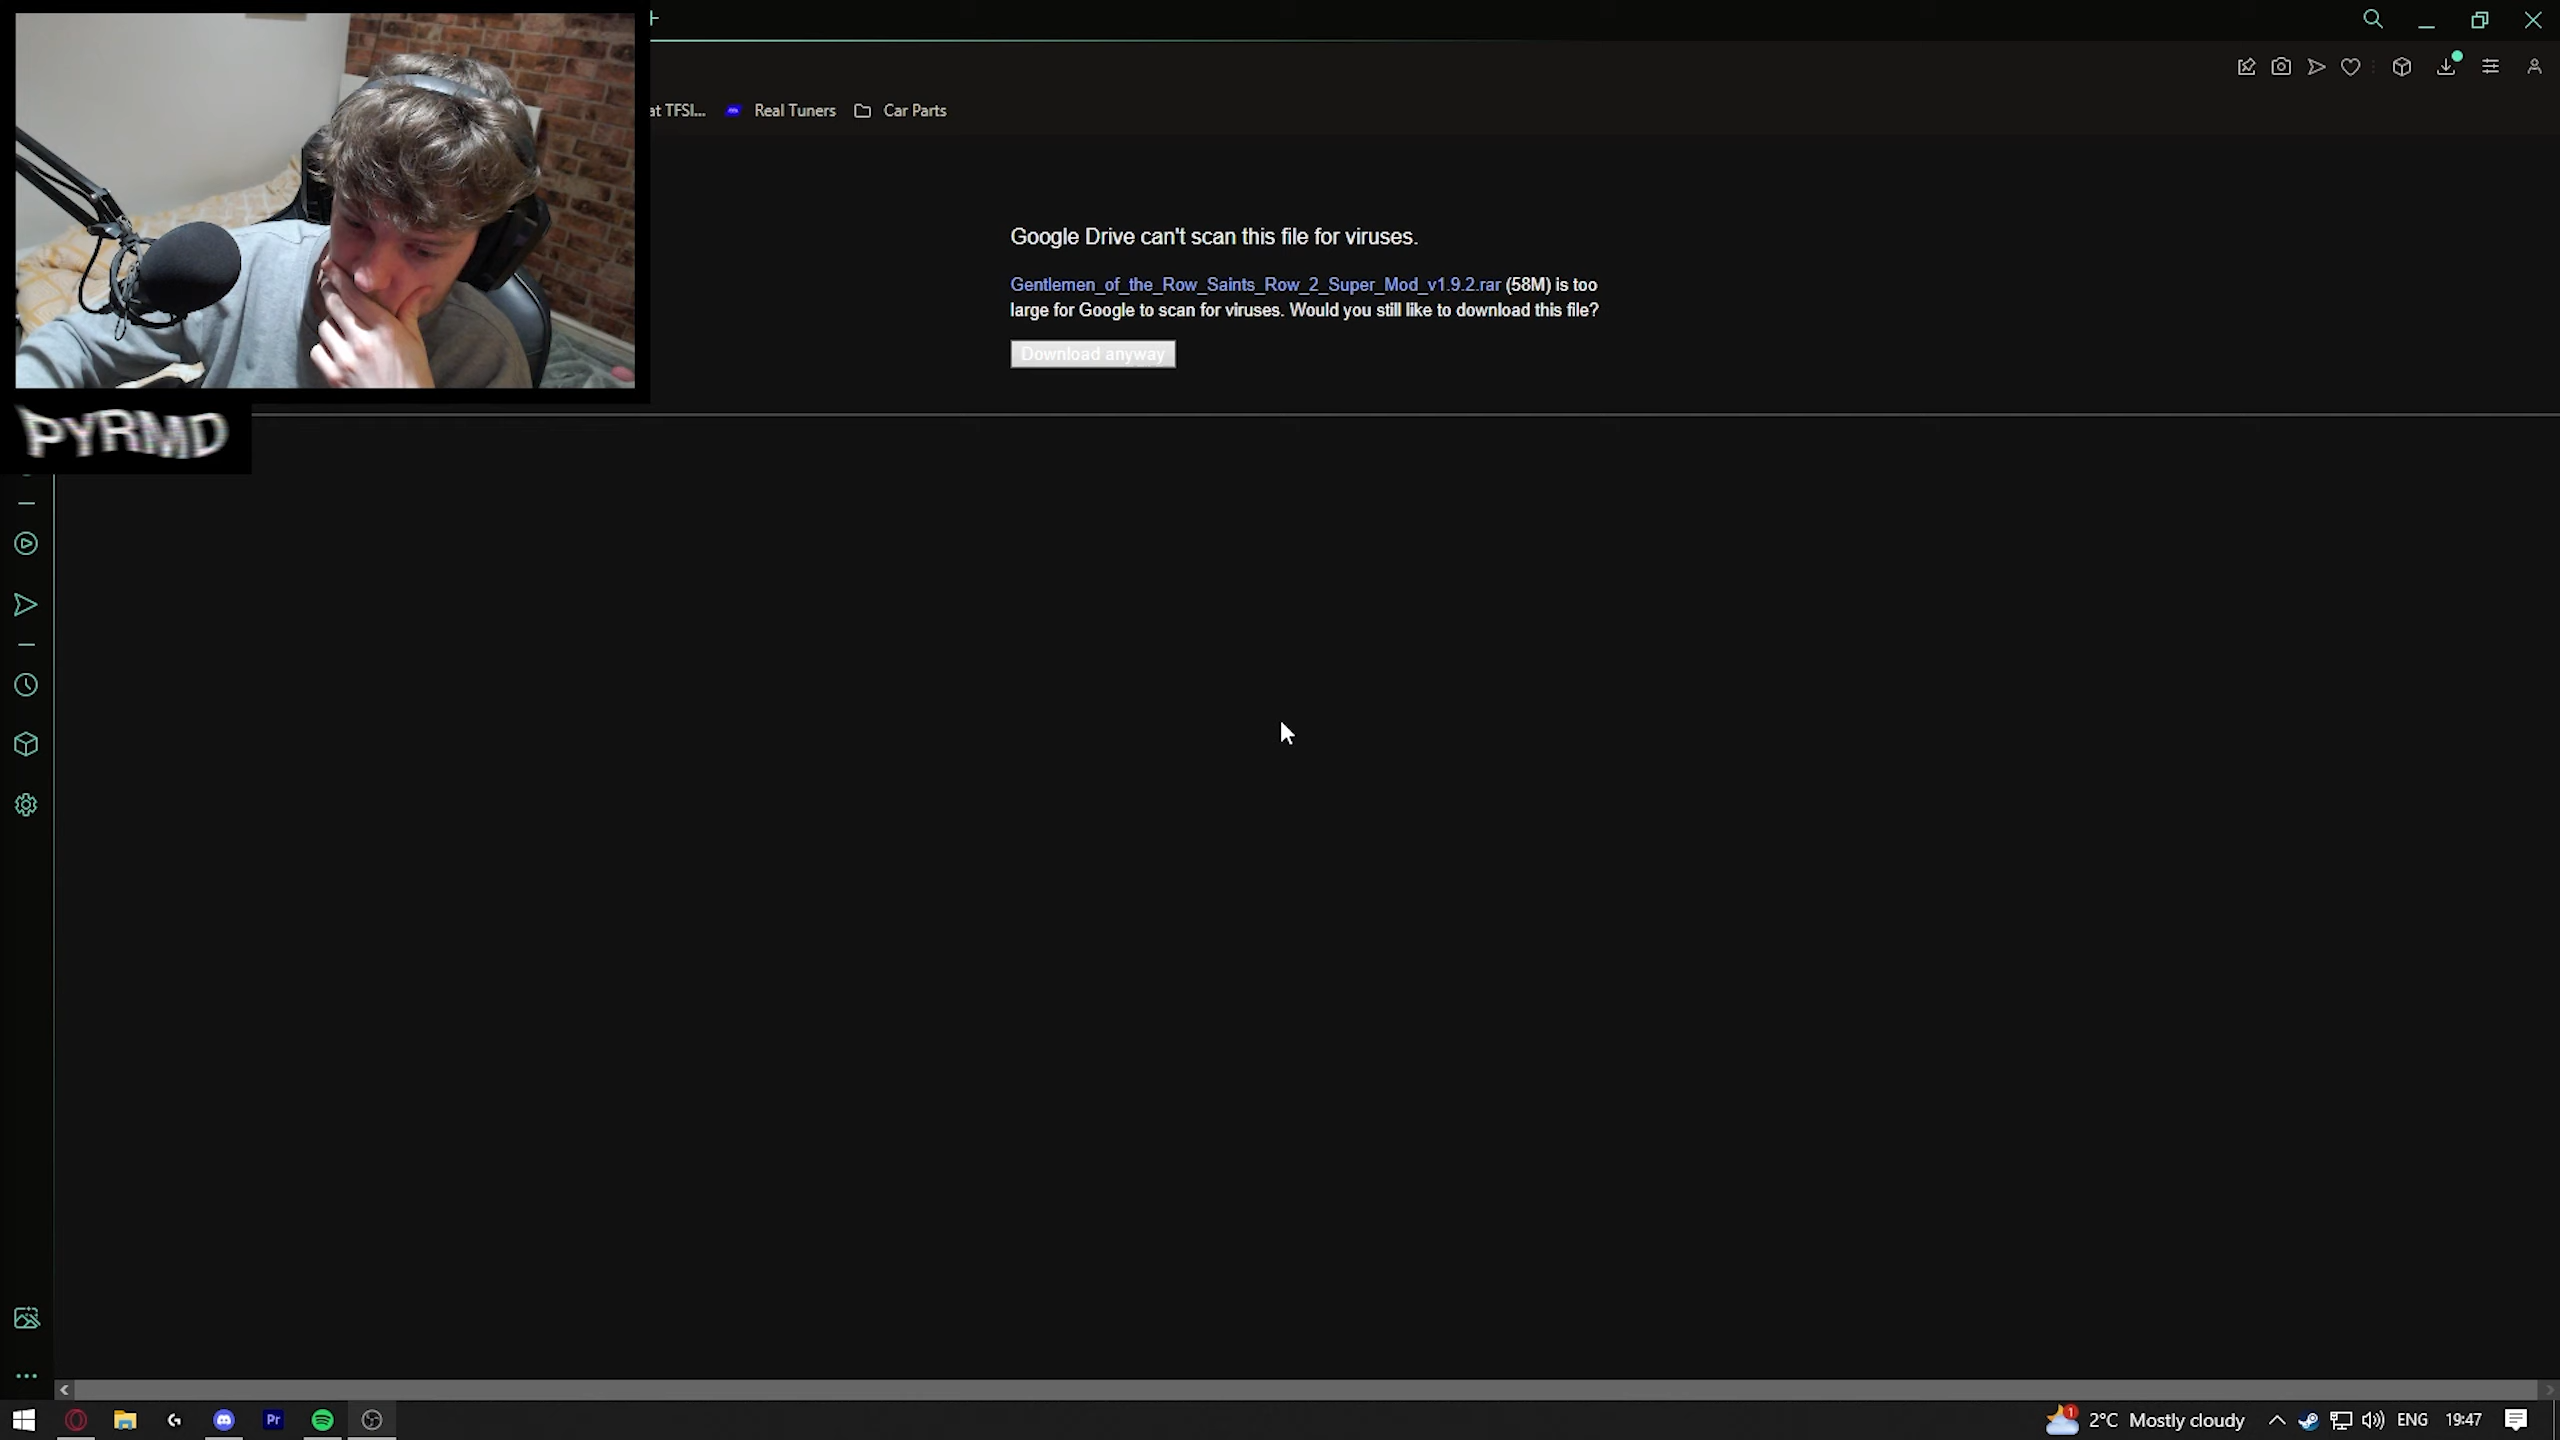 at TFSI... Real Tuners Car Parts
Google Drive can't scan this file for viruses.
Gentlemen_of_the_Row_Saints_Row_2_Super_Mod_v1.9.2.rar (58M) is too
large for Google to scan for viruses. Would you still like to download this file?
Download anyway
PYRMD
Pr
1
2°C Mostly cloudy ENG 19:47